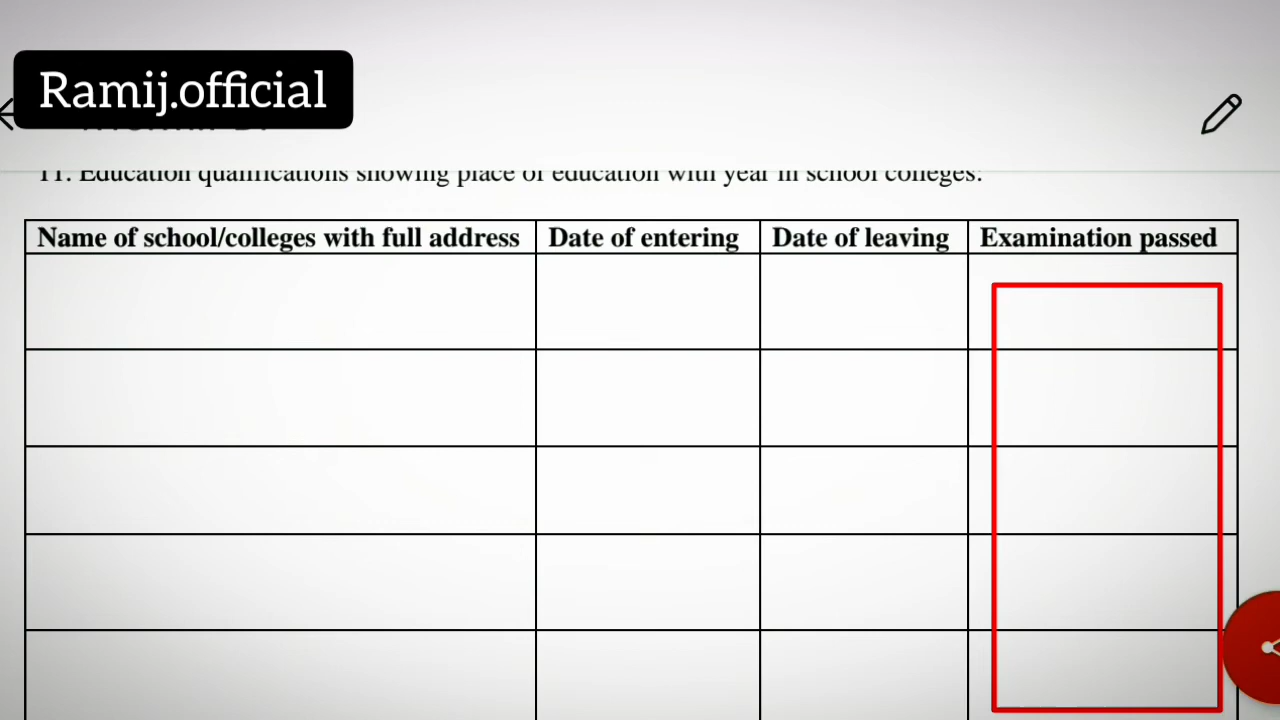 Ramij.official
11. Education qualifications showing place of education with year in school colleges:
Name of school/colleges with full address Date of entering Date of leaving Examination passed